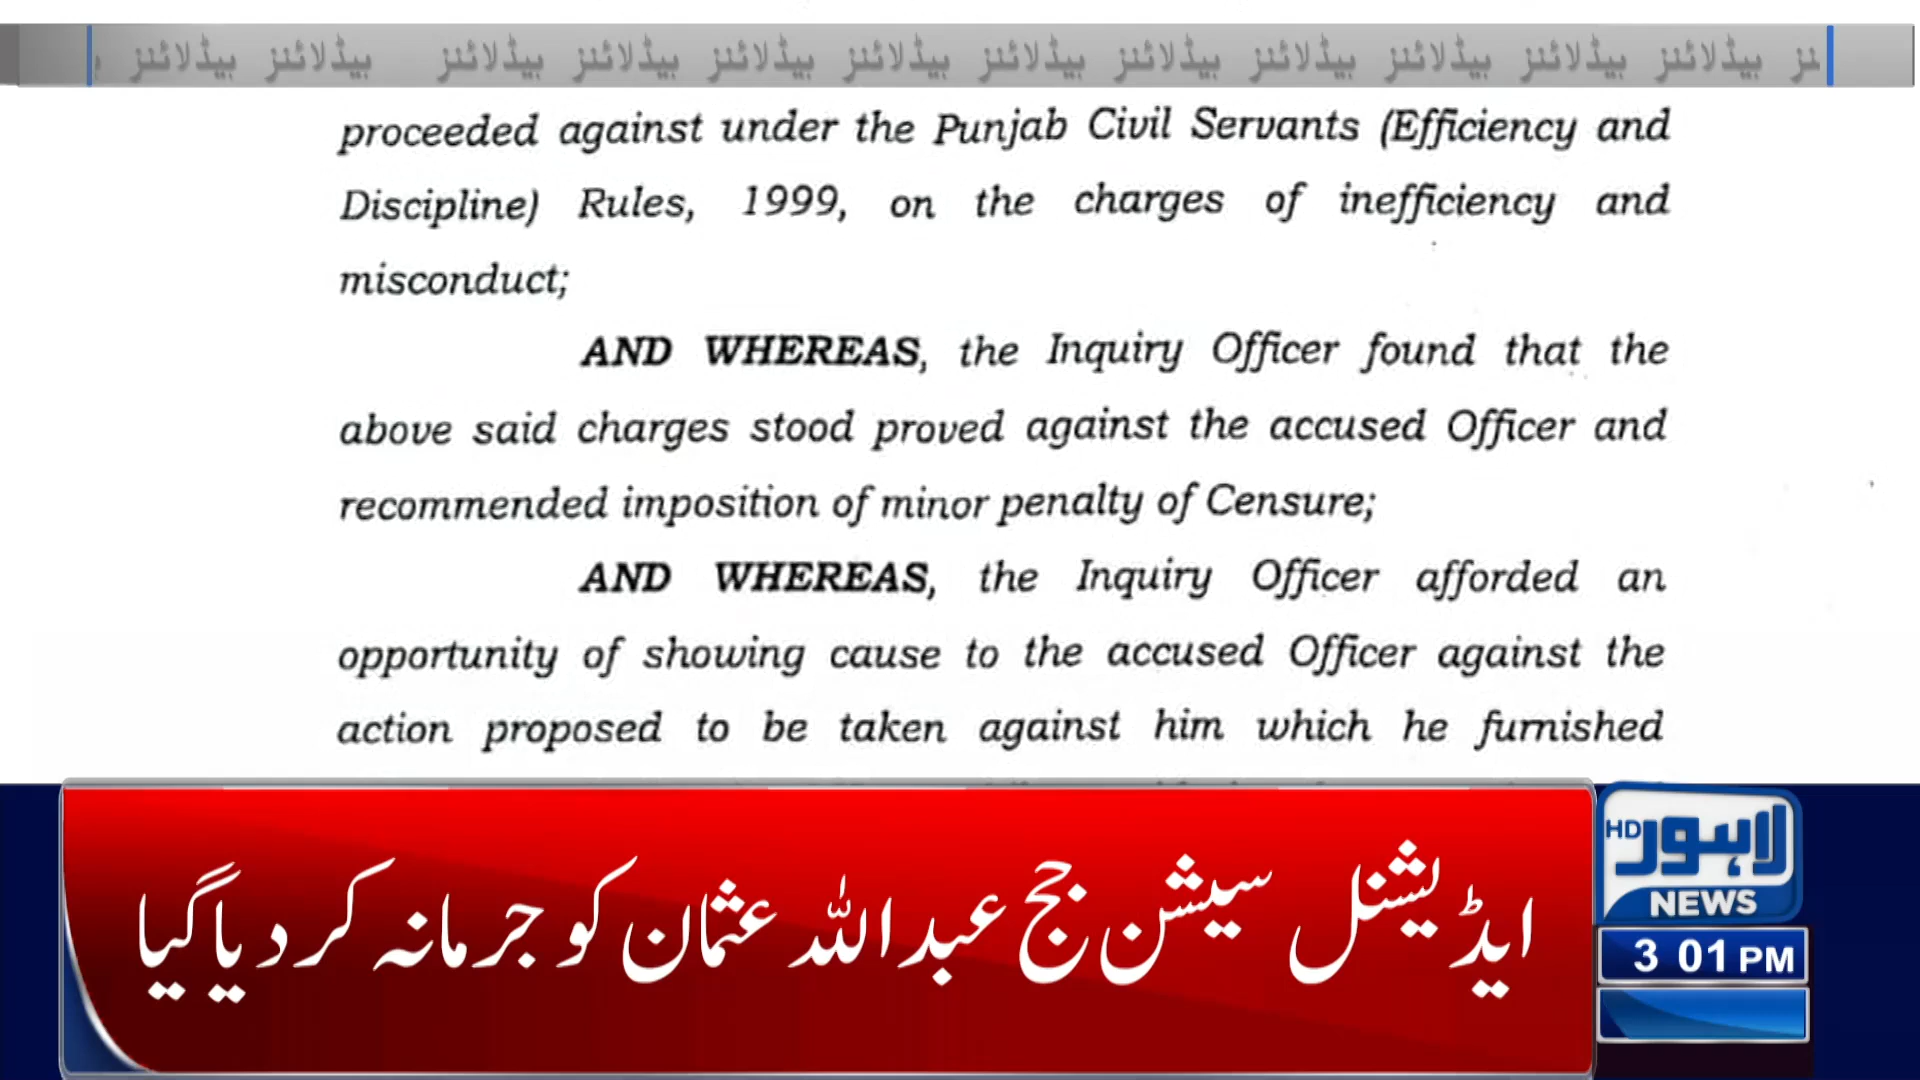 ہیڈلائنز ہیڈلائنز ہیڈلائنز ہیڈلائنز ہیڈلائنز ہیڈلائنز ہیڈلائنز ہیڈلائنز ہیڈلائنز ہیڈلائنز ہیڈلائنز ہیڈلائنز
proceeded against under the Punjab Civil Servants (Efficiency and
Discipline) Rules, 1999, on the charges of inefficiency and
misconduct;
AND WHEREAS, the Inquiry Officer found that the
above said charges stood proved against the accused Officer and
recommended imposition of minor penalty of Censure;
AND WHEREAS, the Inquiry Officer afforded an
opportunity of showing cause to the accused Officer against the
action proposed to be taken against him which he furnished
ایڈیشنل سیشن جج عبداللہ عثمان کو جرمانہ کردیاگیا
لاہور HD
NEWS
3 01 PM